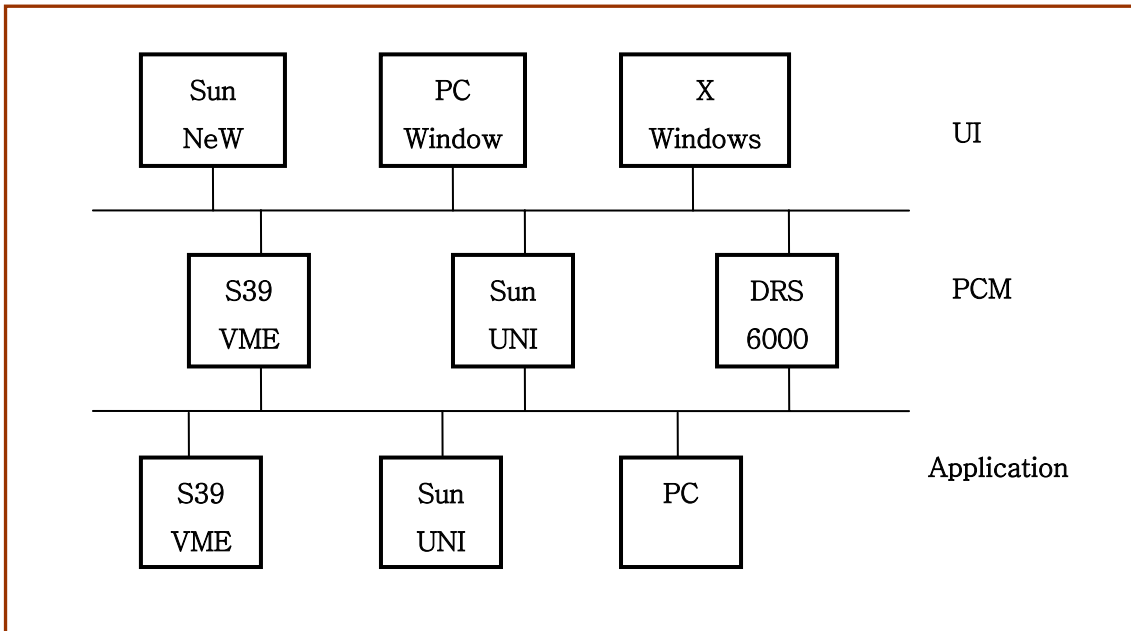 Sun
NeW
PC
Window
X
Windows
UI
S39
VME
Sun
UNI
DRS
6000
PCM
S39
VME
Sun
UNI
PC
Application